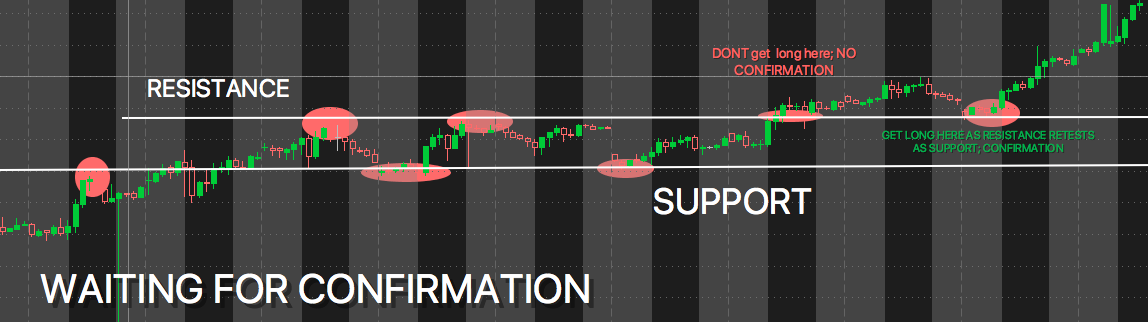 DONT get long here; NO
CONFIRMATION
RESISTANCE
GET LONG HERE AS RESISTANCE RETESTS
AS SUPPORT; CONFIRMATION
SUPPORT
WAITING FOR CONFIRMATION